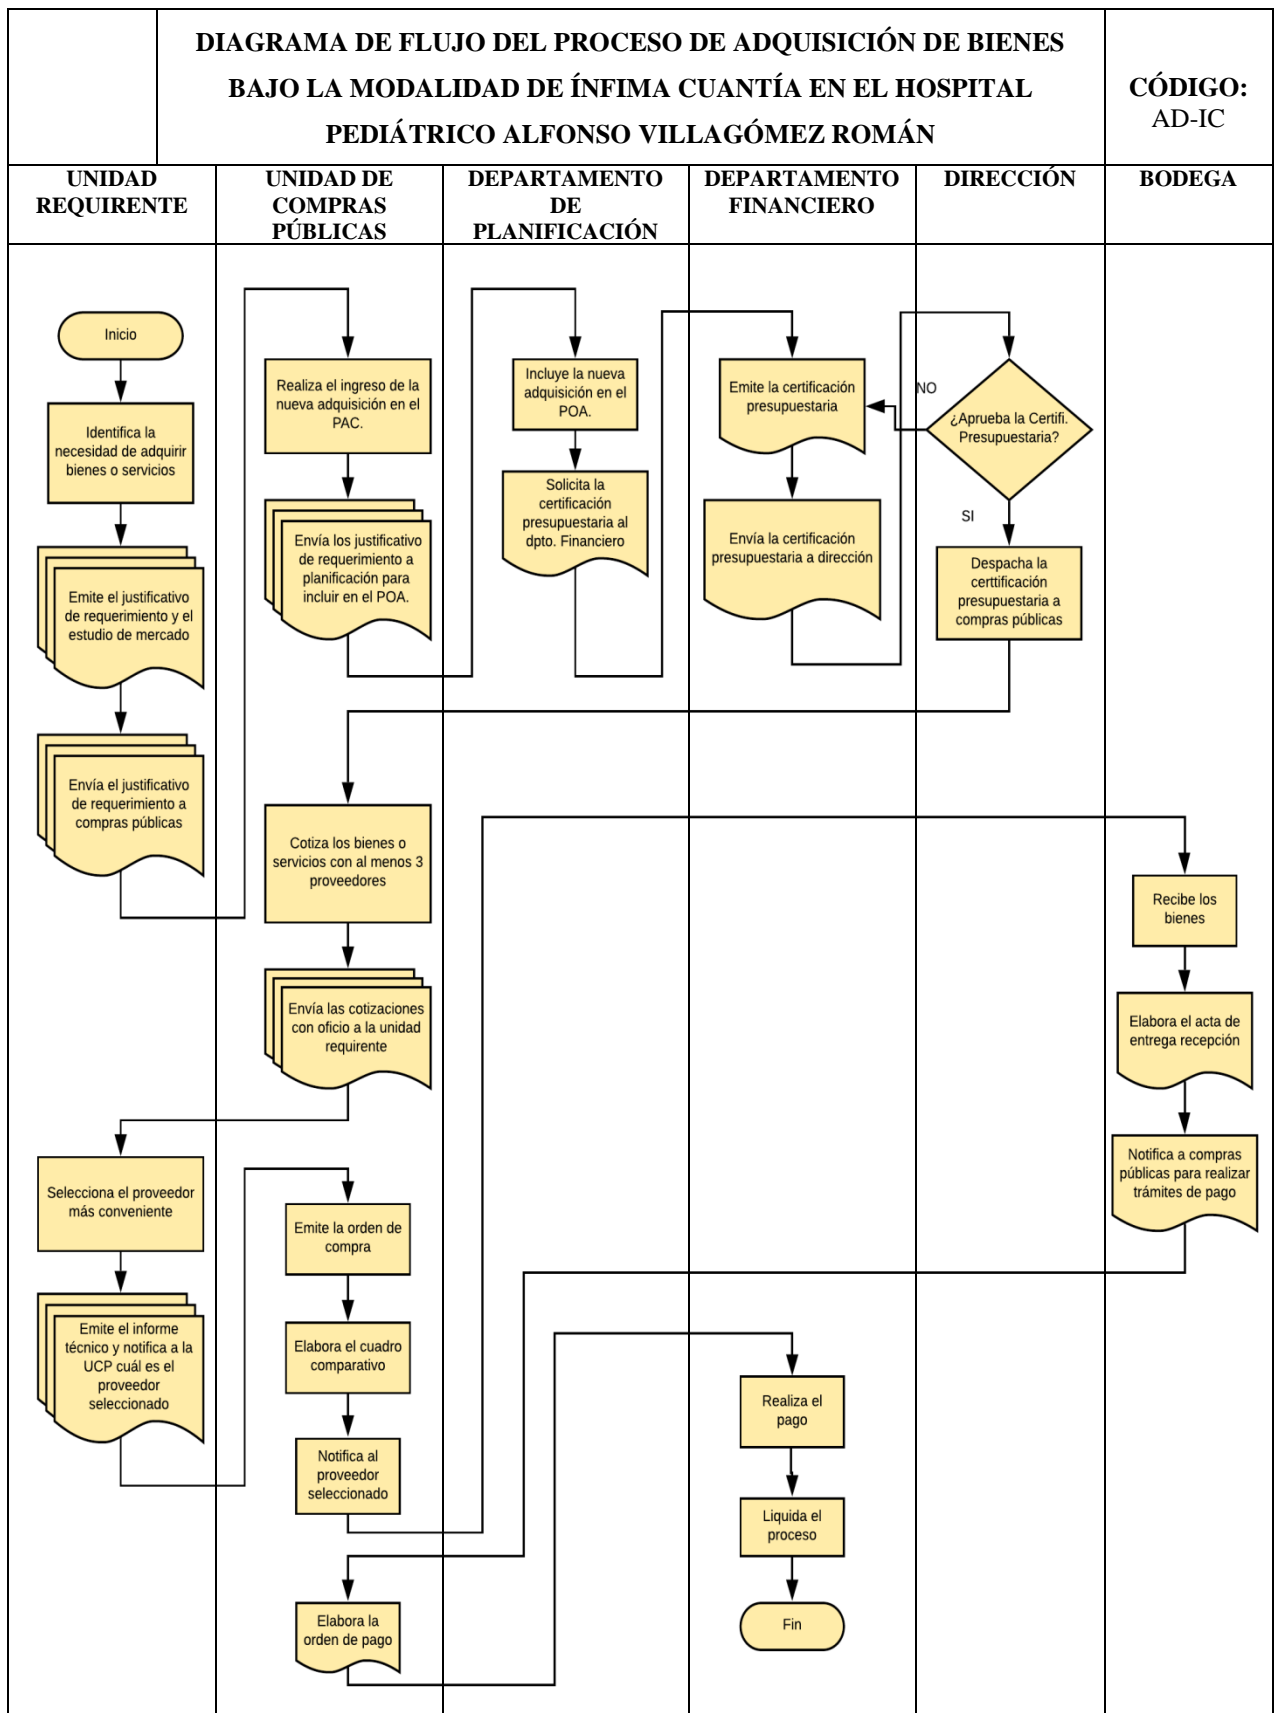 DIAGRAMA DE FLUJO DEL PROCESO DE ADQUISICIÓN DE BIENES
BAJO LA MODALIDAD DE ÍNFIMA CUANTÍA EN EL HOSPITAL
PEDIÁTRICO ALFONSO VILLAGÓMEZ ROMÁN
CÓDIGO:
AD-IC
UNIDAD
REQUIRENTE
UNIDAD DE
COMPRAS
PÚBLICAS
DEPARTAMENTO
DE
PLANIFICACIÓN
DEPARTAMENTO
FINANCIERO
DIRECCIÓN
BODEGA
Inicio
Identifica la
necesidad de adquirir
bienes o servicios
Emite el justificativo
de requerimiento y el
estudio de mercado
Envía el justificativo
de requerimiento a
compras públicas
Realiza el ingreso de la
nueva adquisición en el
PAC.
Envía los justificativo
de requerimiento a
planificación para
incluir en el POA.
Incluye la nueva
adquisición en el
POA.
Solicita la
certificación
presupuestaria al
dpto. Financiero
Emite la certificación
presupuestaria
Envía la certificación
presupuestaria a dirección
NO
¿Aprueba la Certifi.
Presupuestaria?
SI
Despacha la
certtificación
presupuestaria a
compras públicas
Cotiza los bienes o
servicios con al menos 3
proveedores
Envía las cotizaciones
con oficio a la unidad
requirente
Selecciona el proveedor
más conveniente
Emite el informe
técnico y notifica a la
UCP cuál es el
proveedor
seleccionado
Emite la orden de
compra
Elabora el cuadro
comparativo
Notifica al
proveedor
seleccionado
Recibe los
bienes
Elabora el acta de
entrega recepción
Notifica a compras
públicas para realizar
trámites de pago
Elabora la
orden de pago
Realiza el
pago
Liquida el
proceso
Fin